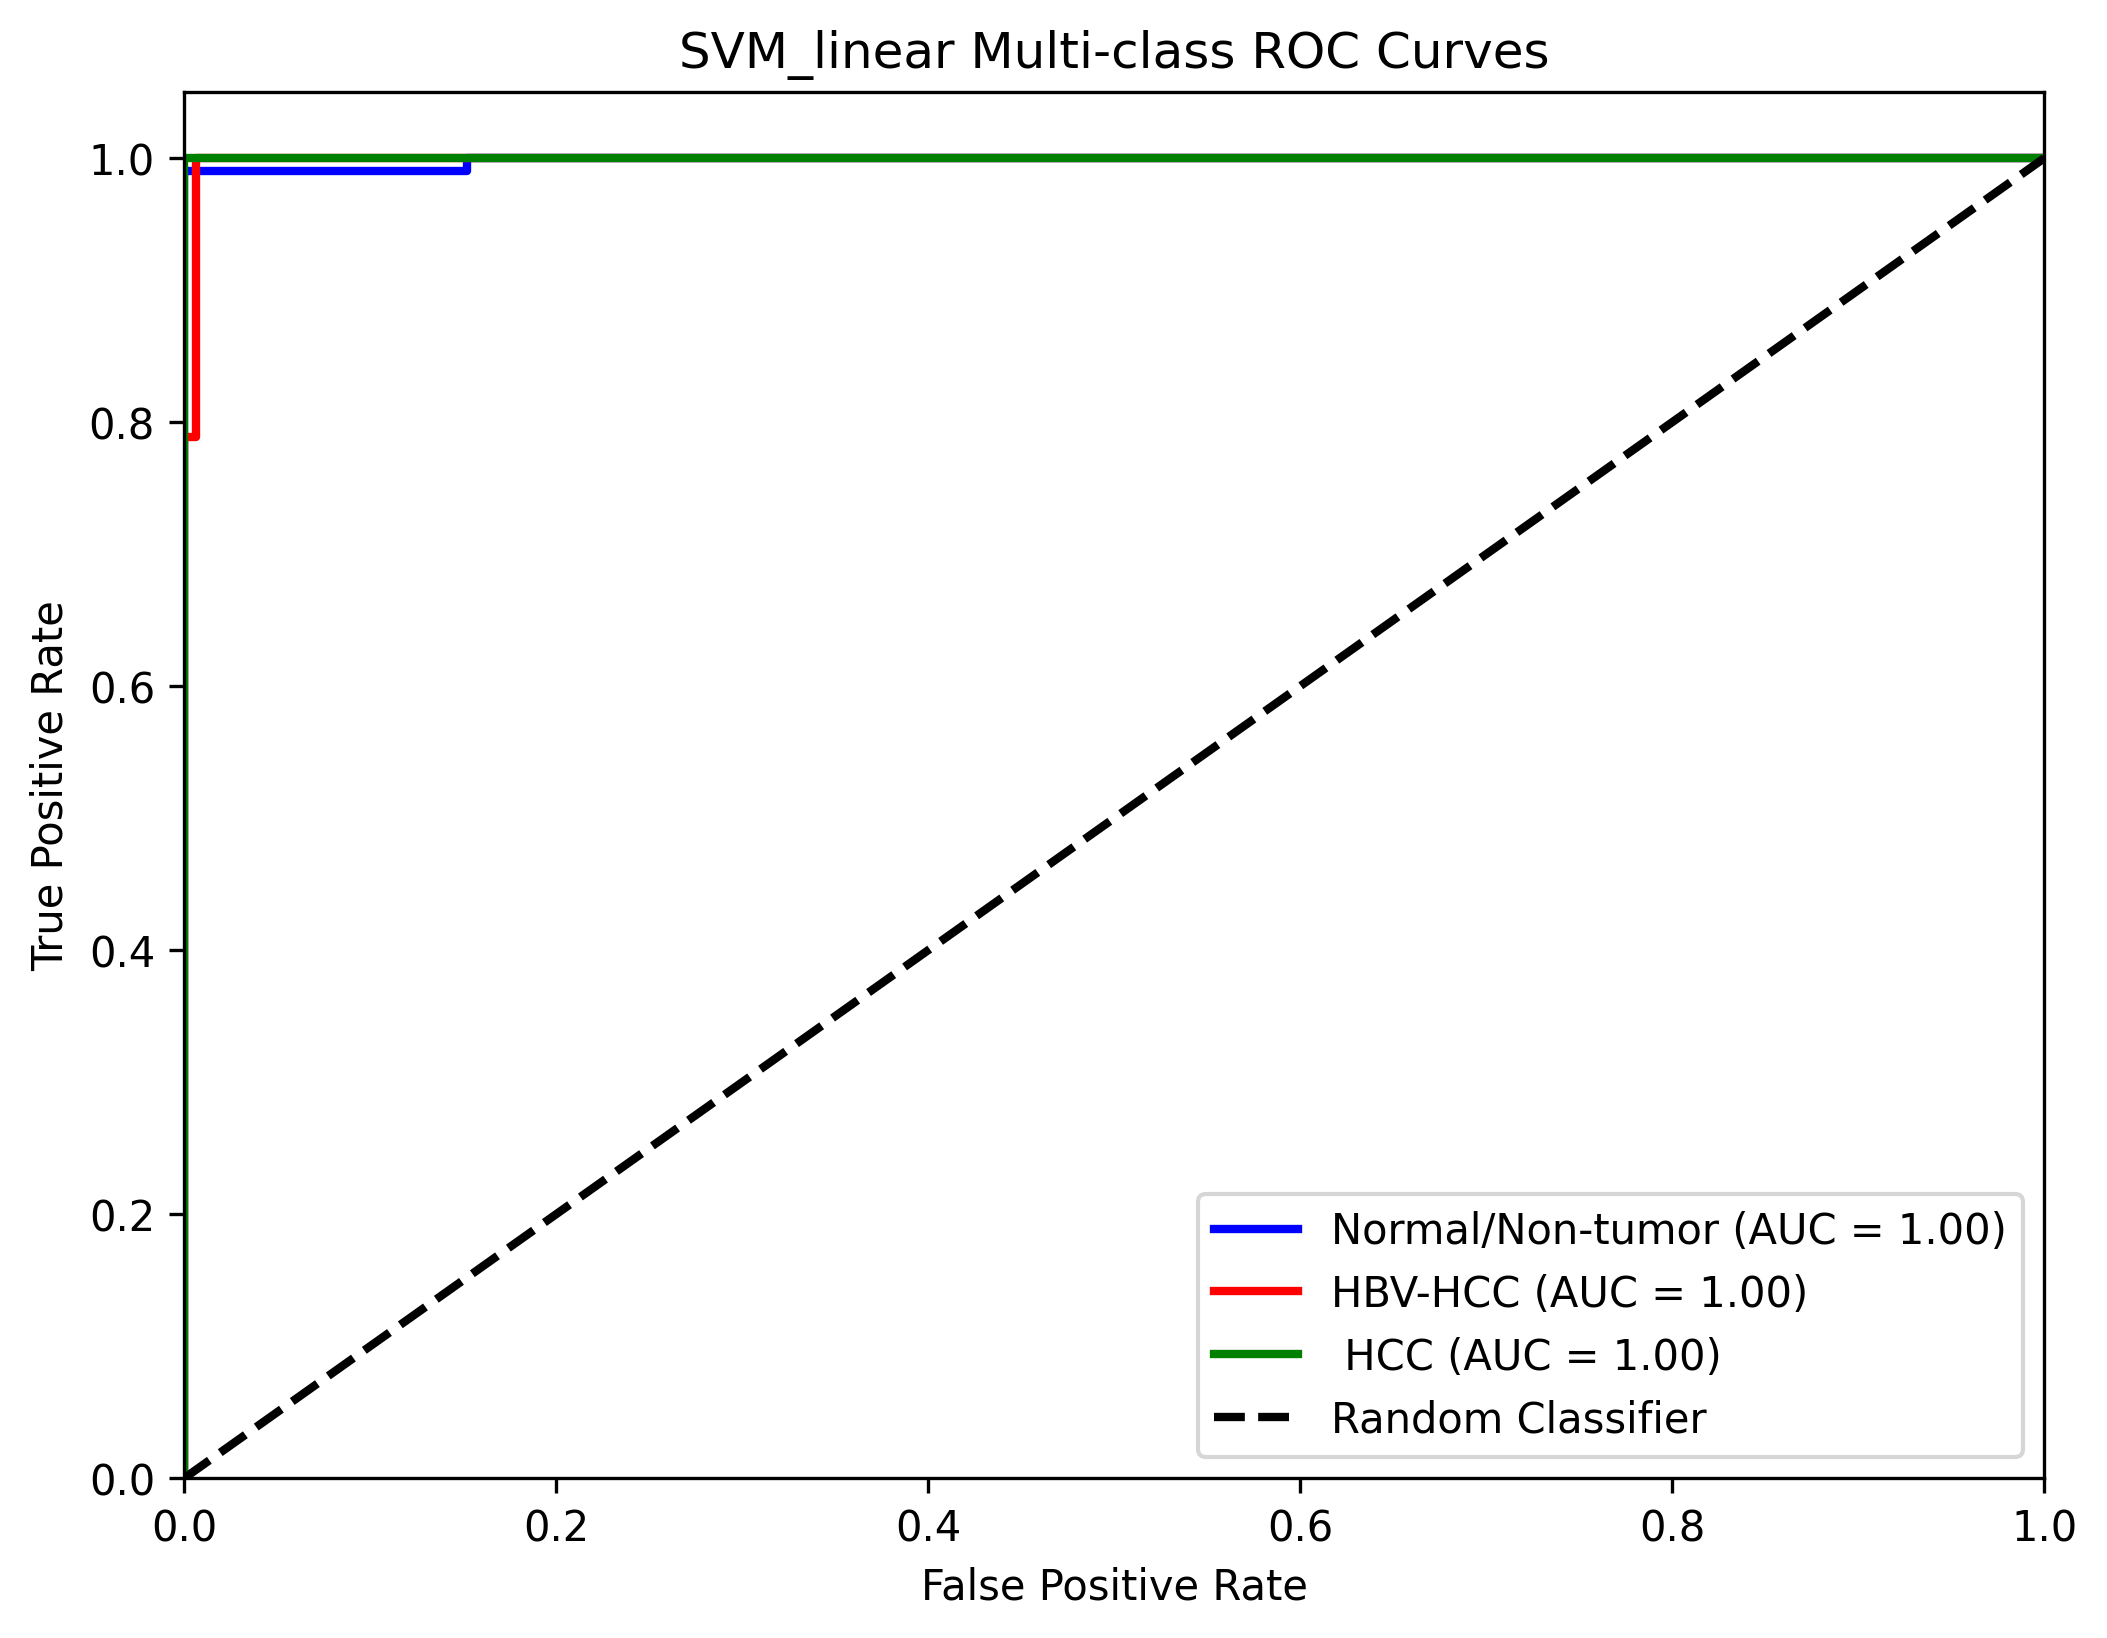 SVM_linear Multi-class ROC Curves
True Positive Rate
1.0
0.8
0.6
0.4
0.2
0.0
0.0 0.2 0.4 0.6 0.8 1.0
False Positive Rate
Normal/Non-tumor (AUC = 1.00)
HBV-HCC (AUC = 1.00)
HCC (AUC = 1.00)
Random Classifier